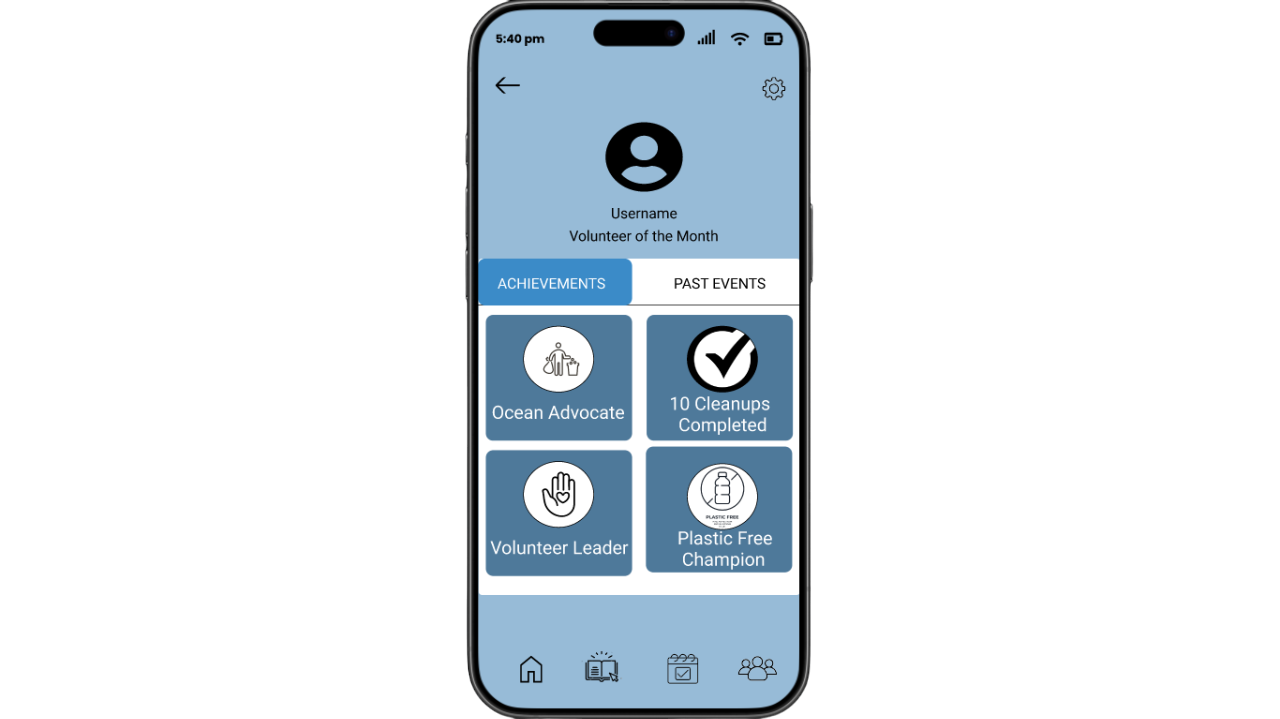 5:40 pm
Username
Volunteer of the Month
ACHIEVEMENTS
PAST EVENTS
Ocean Advocate
10 Cleanups
Completed
Volunteer Leader
PLASTIC FREE
Plastic Free
Champion